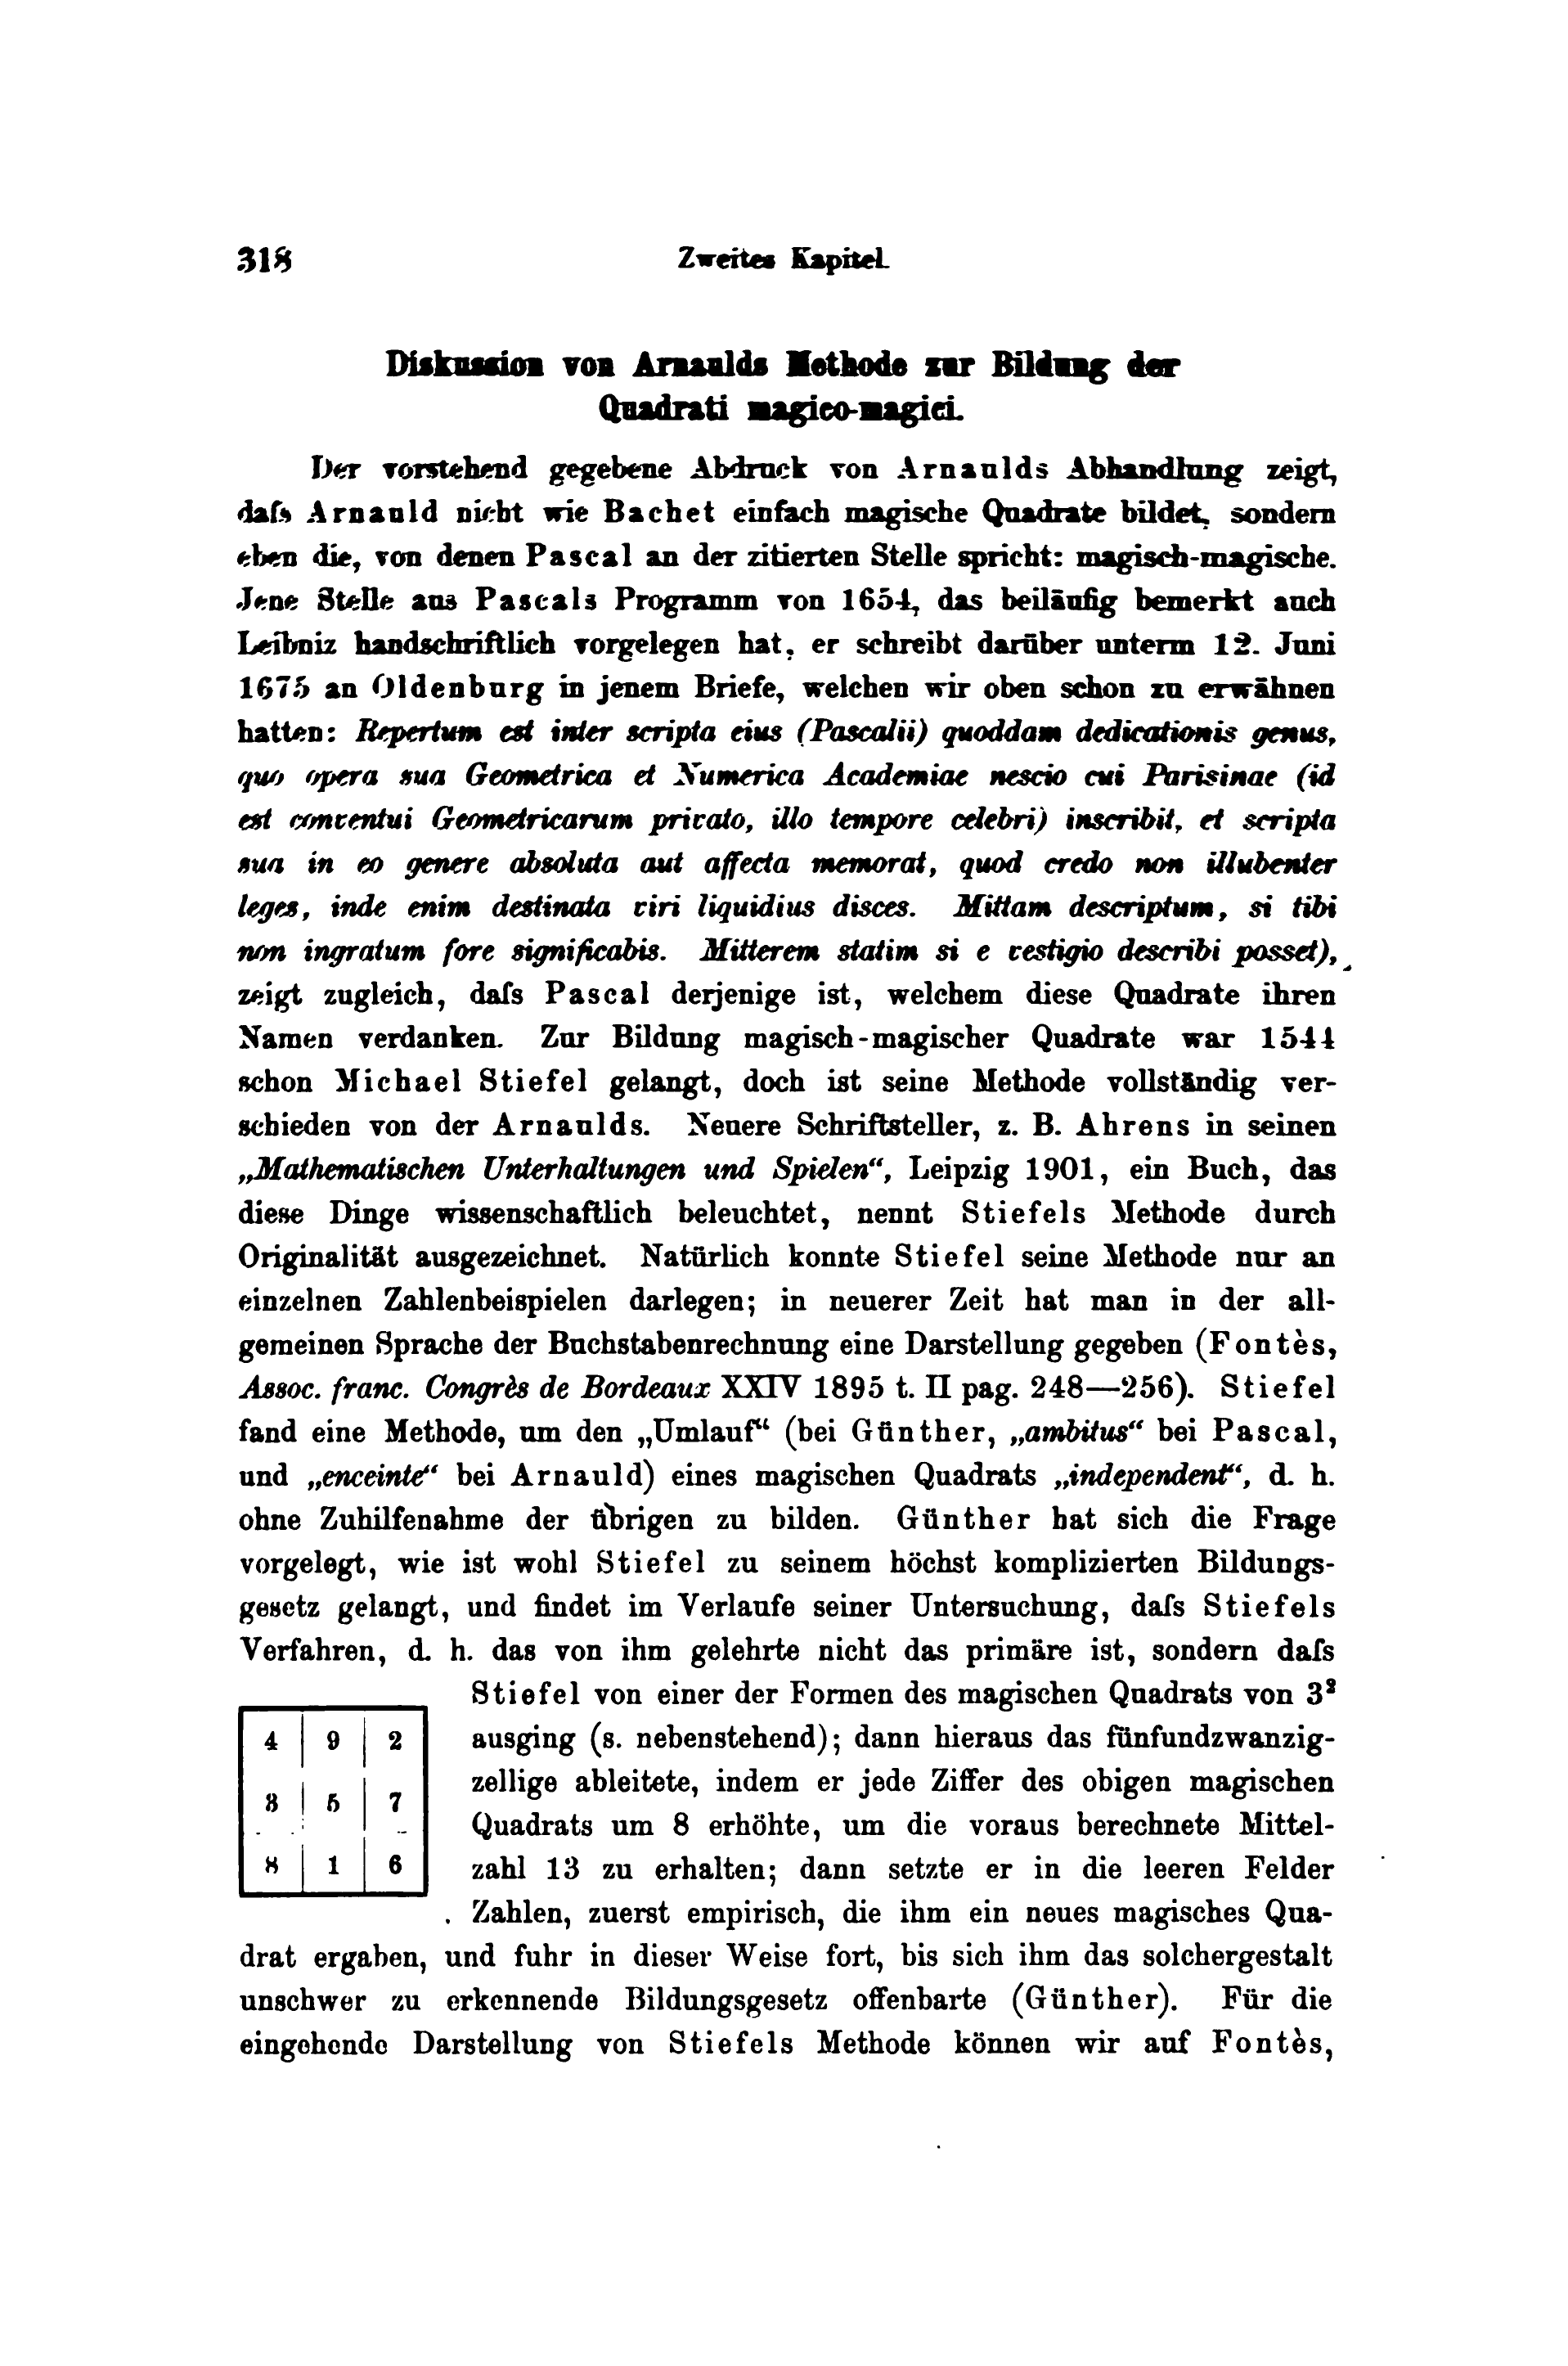 318
Zweites Kapitel.
Diskussion von Arnaulds Methode zur Bildung der
Quadrati magico-magici.
Der vorstehend gegebene Abdruck von Arnaulds Abhandlung zeigt,
daſs Arnauld nicht wie Bachet einfach magische Quadrate bildet, sondern
eben die, von denen Pascal an der zitierten Stelle spricht: magisch-magische.
Jene Stelle aus Pascals Programm von 1654, das beiläufig bemerkt auch
Leibniz handschriftlich vorgelegen hat, er schreibt darüber unterm 12. Juni
1675 an Oldenburg in jenem Briefe, welchen wir oben schon zu erwähnen
hatten: Repertum est inter scripta eius (Pascalii) quoddam dedicationis genus,
quo opera sua Geometrica et Numerica Academiae nescio cui Parisinae (id
est conventui Geometricarum privato, illo tempore celebri) inscribit, et scripta
sua in eo genere absoluta aut affecta memorat, quod credo non illubenter
leges, inde enim destinata viri liquidius disces. Mittam descriptum, si tibi
non ingratum fore significabis. Mitterem statim si e vestigio describi posset),
zeigt zugleich, daſs Pascal derjenige ist, welchem diese Quadrate ihren
Namen verdanken. Zur Bildung magisch-magischer Quadrate war 1544
schon Michael Stiefel gelangt, doch ist seine Methode vollständig ver-
schieden von der Arnaulds. Neuere Schriftsteller, z. B. Ahrens in seinen
„Mathematischen Unterhaltungen und Spielen“, Leipzig 1901, ein Buch, das
diese Dinge wissenschaftlich beleuchtet, nennt Stiefels Methode durch
Originalität ausgezeichnet. Natürlich konnte Stiefel seine Methode nur an
einzelnen Zahlenbeispielen darlegen; in neuerer Zeit hat man in der all-
gemeinen Sprache der Buchstabenrechnung eine Darstellung gegeben (Fontès,
Assoc. franc. Congrès de Bordeaux XXIV 1895 t. II pag. 248—256). Stiefel
fand eine Methode, um den „Umlauf“ (bei Günther, „ambitus“ bei Pascal,
und „enceinte“ bei Arnauld) eines magischen Quadrats „independent“, d. h.
ohne Zuhilfenahme der übrigen zu bilden. Günther hat sich die Frage
vorgelegt, wie ist wohl Stiefel zu seinem höchst komplizierten Bildungs-
gesetz gelangt, und findet im Verlaufe seiner Untersuchung, daſs Stiefels
Verfahren, d. h. das von ihm gelehrte nicht das primäre ist, sondern daſs
Stiefel von einer der Formen des magischen Quadrats von 3²
ausging (s. nebenstehend); dann hieraus das fünfundzwanzig-
zellige ableitete, indem er jede Ziffer des obigen magischen
Quadrats um 8 erhöhte, um die voraus berechnete Mittel-
zahl 13 zu erhalten; dann setzte er in die leeren Felder
Zahlen, zuerst empirisch, die ihm ein neues magisches Qua-
4 9 2
3 5 7
8 1 6
drat ergaben, und fuhr in dieser Weise fort, bis sich ihm das solchergestalt
unschwer zu erkennende Bildungsgesetz offenbarte (Günther). Für die
eingehende Darstellung von Stiefels Methode können wir auf Fontès,